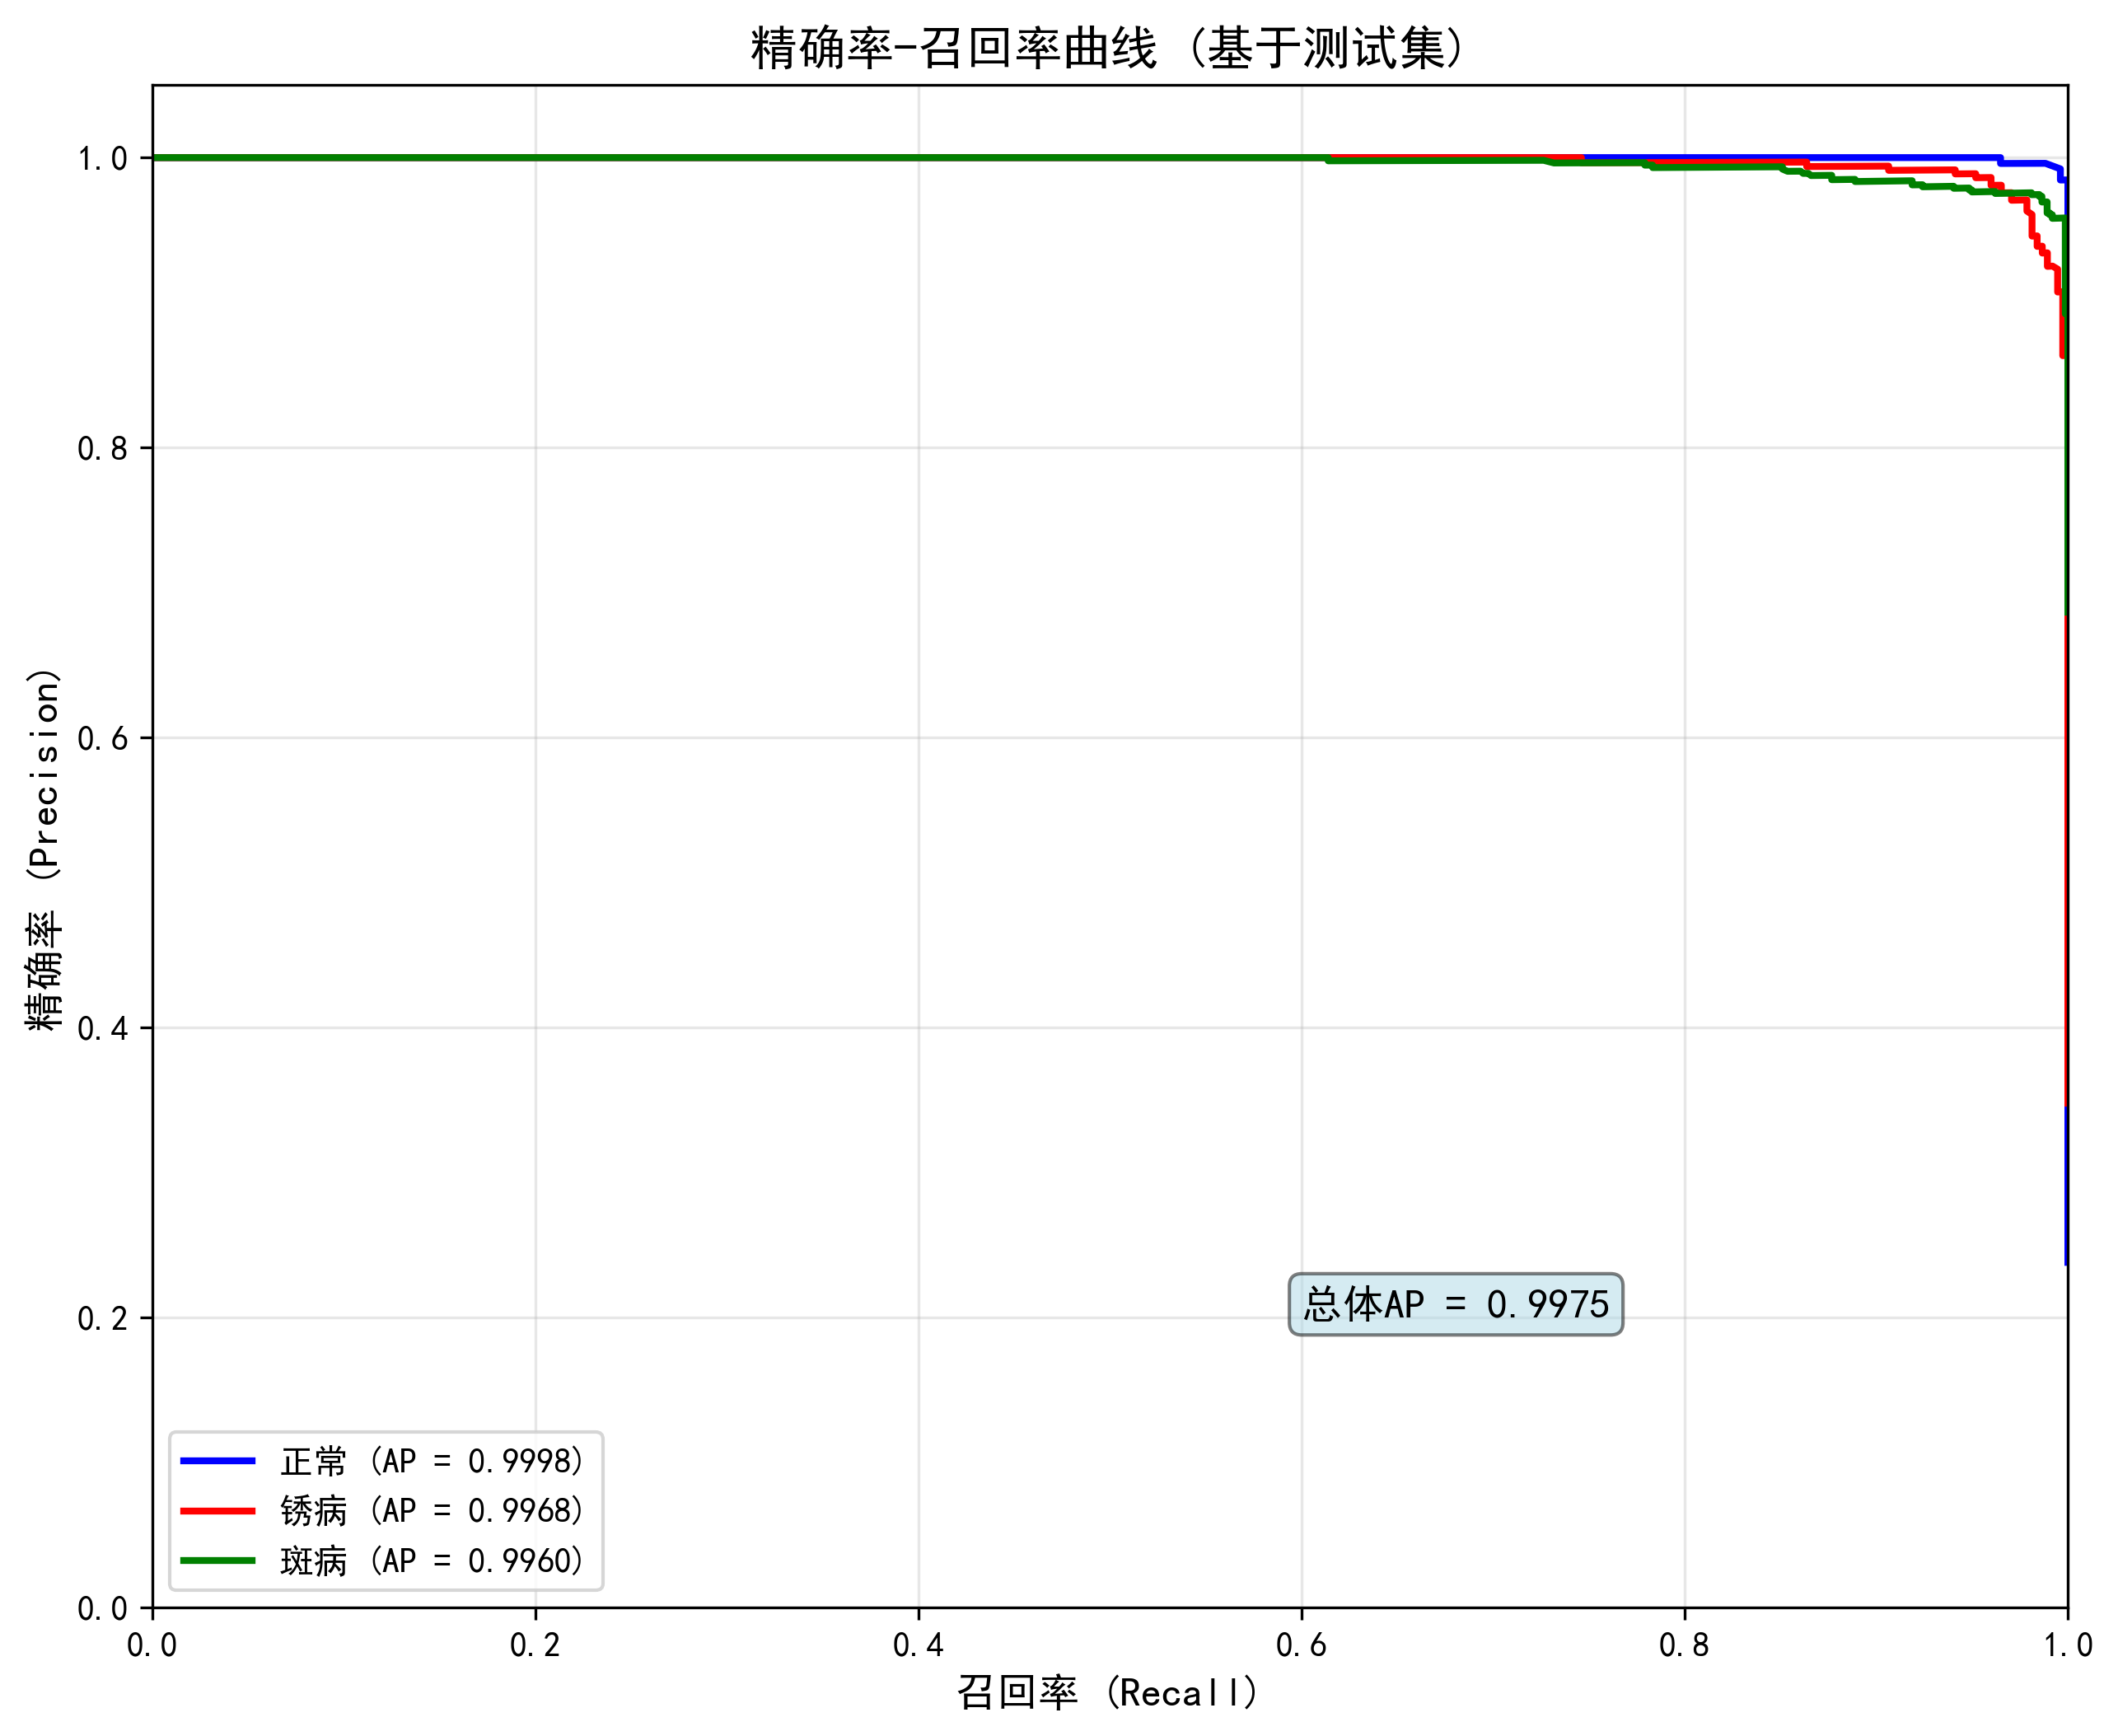 精确率-召回率曲线 (基于测试集)
精确率 (Precision)
1.0
0.8
0.6
0.4
0.2
0.0
总体AP = 0.9975
正常 (AP = 0.9998)
锈病 (AP = 0.9968)
斑病 (AP = 0.9960)
0.0 0.2 0.4 0.6 0.8 1.0
召回率 (Recall)